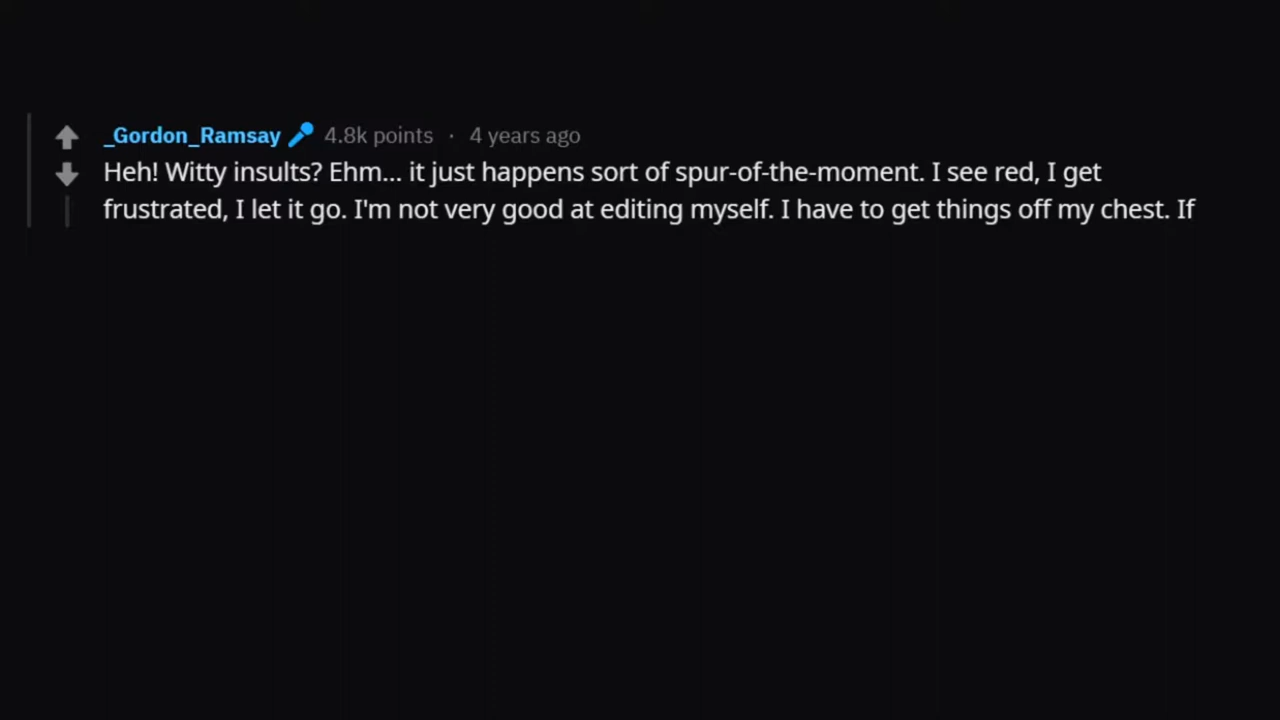 _Gordon_Ramsay 4.8k points · 4 years ago
Heh! Witty insults? Ehm... it just happens sort of spur-of-the-moment. I see red, I get
frustrated, I let it go. I'm not very good at editing myself. I have to get things off my chest. If